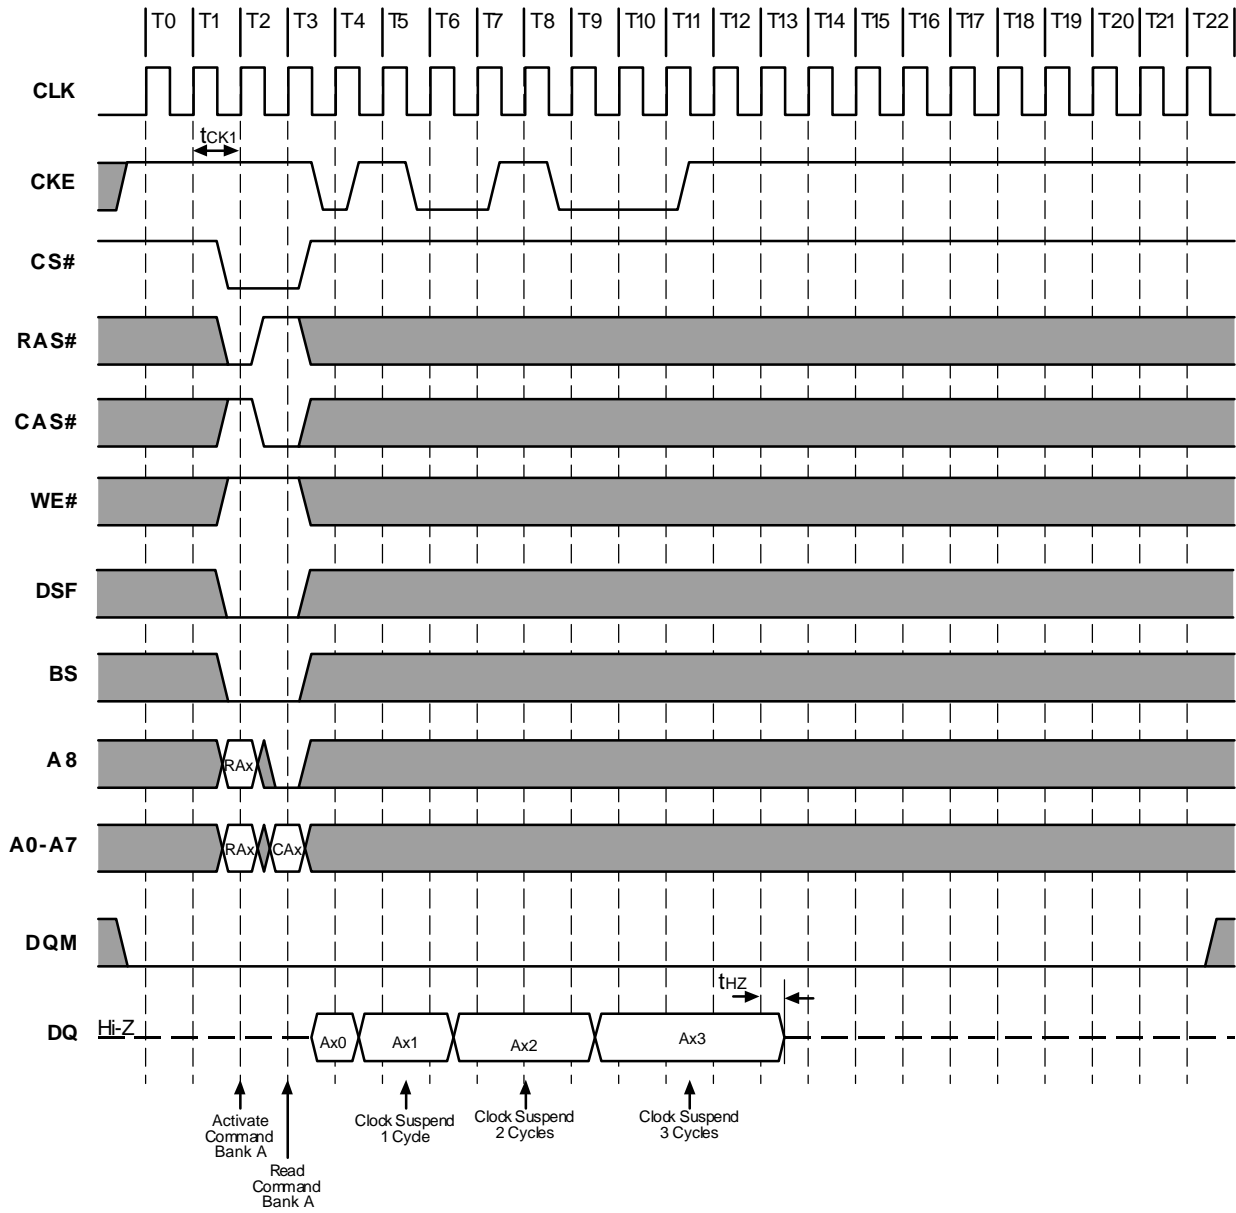 T0 T1 T2 T3 T4 T5 T6 T7 T8 T9 T10 T11 T12 T13 T14 T15 T16 T17 T18 T19 T20 T21 T22
CLK
tCK1
CKE
CS#
RAS#
CAS#
WE#
DSF
BS
A8
RAx
A0-A7
RAx CAx
DQM
tHZ
DQ
Hi-Z
Ax0 Ax1 Ax2 Ax3
Activate
Command
Bank A
Read
Command
Bank A
Clock Suspend
1 Cycle
Clock Suspend
2 Cycles
Clock Suspend
3 Cycles